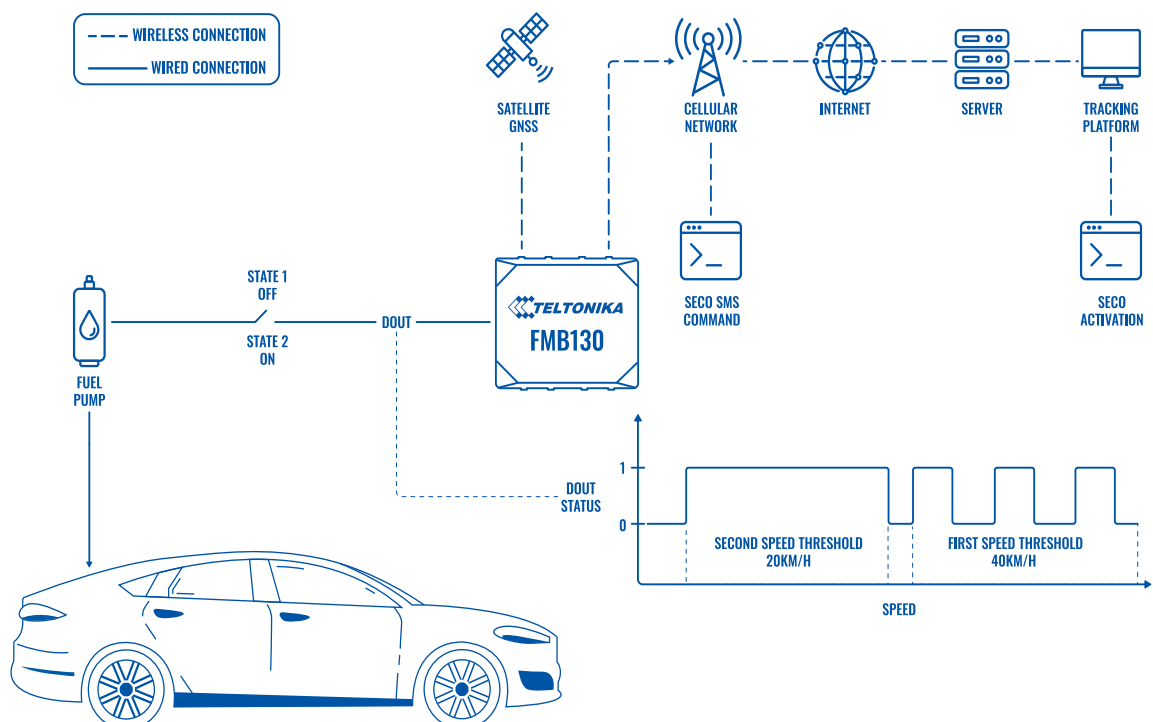 WIRELESS CONNECTION
WIRED CONNECTION
SATELLITE
GNSS
CELLULAR
NETWORK
INTERNET
SERVER
TRACKING
PLATFORM
SECO SMS
COMMAND
SECO
ACTIVATION
TELTONIKA
FMB130
STATE 1
OFF
DOUT
STATE 2
ON
FUEL
PUMP
DOUT
STATUS
1
0
SECOND SPEED THRESHOLD
20KM/H
FIRST SPEED THRESHOLD
40KM/H
SPEED